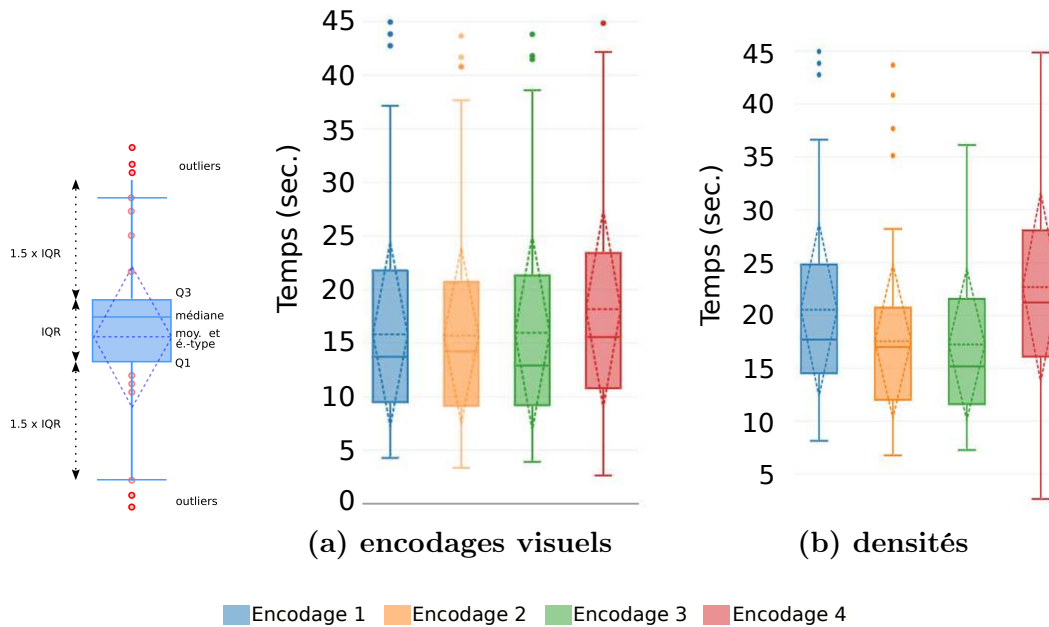 outliers
1.5 x IQR
Q3
IQR
médiane
moy. et
é.-type
Q1
1.5 x IQR
outliers
Temps (sec.)
45
40
35
30
25
20
15
10
5
0
(a) encodages visuels
Temps (sec.)
45
40
35
30
25
20
15
10
5
(b) densités
Encodage 1
Encodage 2
Encodage 3
Encodage 4